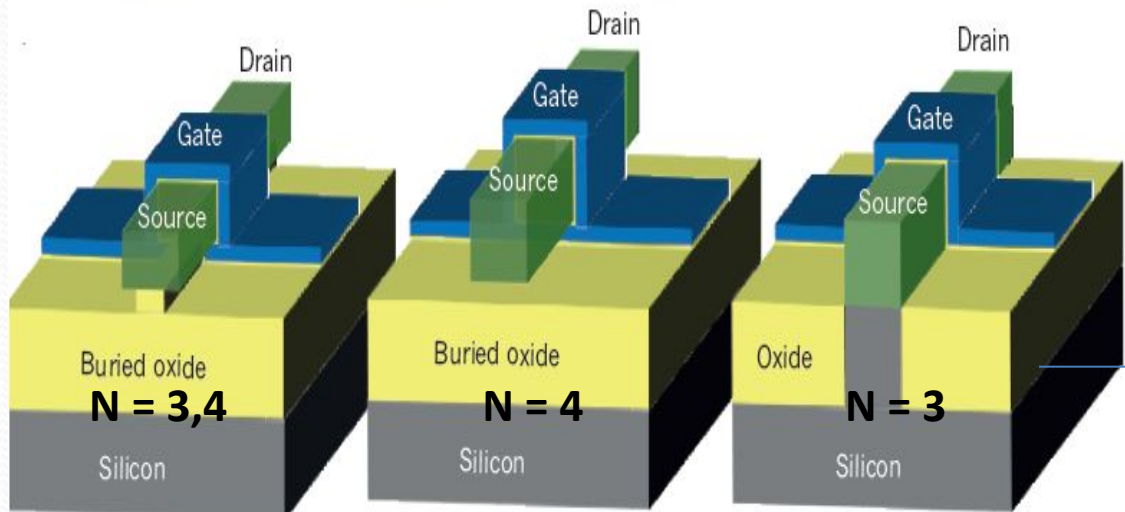 Drain
Gate
Source
Buried oxide
N = 3,4
Silicon
Drain
Gate
Source
Buried oxide
N = 4
Silicon
Drain
Gate
Source
Oxide
N = 3
Silicon